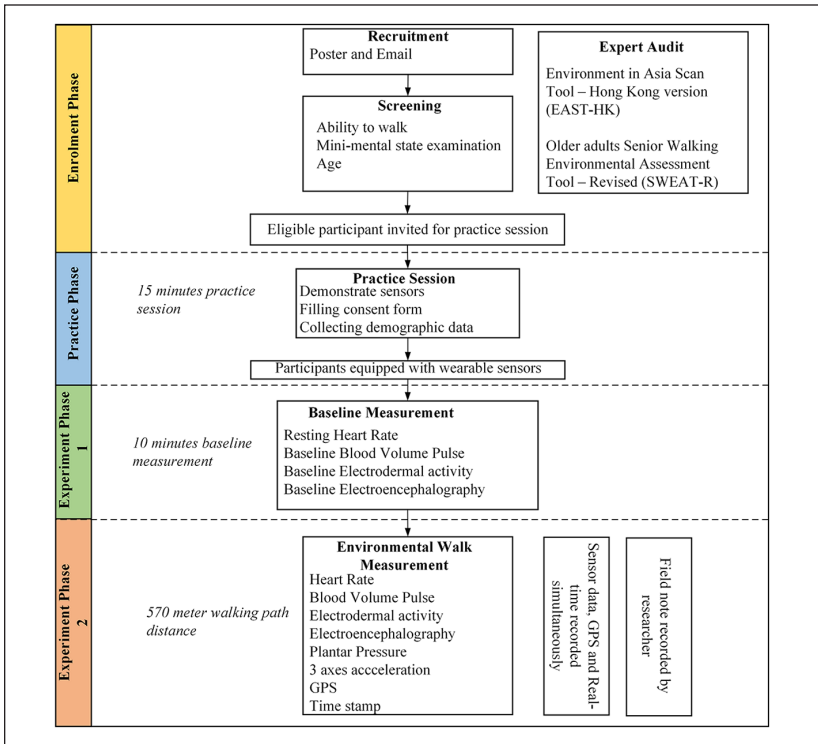 Enrolment Phase
Recruitment
Poster and Email
Screening
Ability to walk
Mini-mental state examination
Age
Eligible participant invited for practice session
Expert Audit
Environment in Asia Scan
Tool – Hong Kong version
(EAST-HK)
Older adults Senior Walking
Environmental Assessment
Tool – Revised (SWEAT-R)
Practice Phase
15 minutes practice
session
Practice Session
Demonstrate sensors
Filling consent form
Collecting demographic data
Participants equipped with wearable sensors
Experiment Phase
1
10 minutes baseline
measurement
Baseline Measurement
Resting Heart Rate
Baseline Blood Volume Pulse
Baseline Electrodermal activity
Baseline Electroencephalography
Experiment Phase
2
570 meter walking path
distance
Environmental Walk
Measurement
Heart Rate
Blood Volume Pulse
Electrodermal activity
Electroencephalography
Plantar Pressure
3 axes accceleration
GPS
Time stamp
Sensor data, GPS and Real-
time recorded
simultaneously
Field note recorded by
researcher